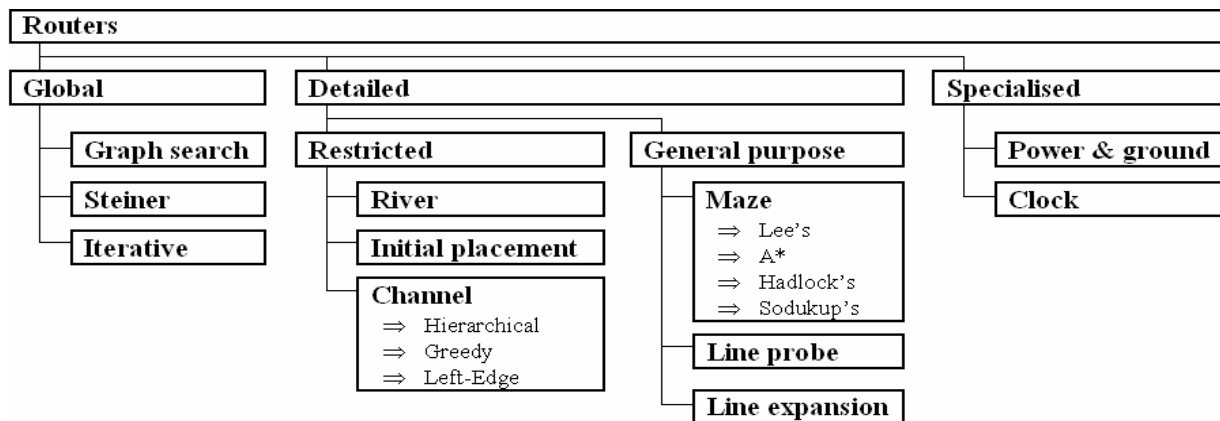 Routers
Global
Detailed
Specialised
Graph search
Restricted
General purpose
Power & ground
Steiner
River
Maze
Clock
⇒ Lee's
⇒ A*
⇒ Hadlock's
⇒ Sodukup's
Iterative
Initial placement
Channel
⇒ Hierarchical
⇒ Greedy
⇒ Left-Edge
Line probe
Line expansion